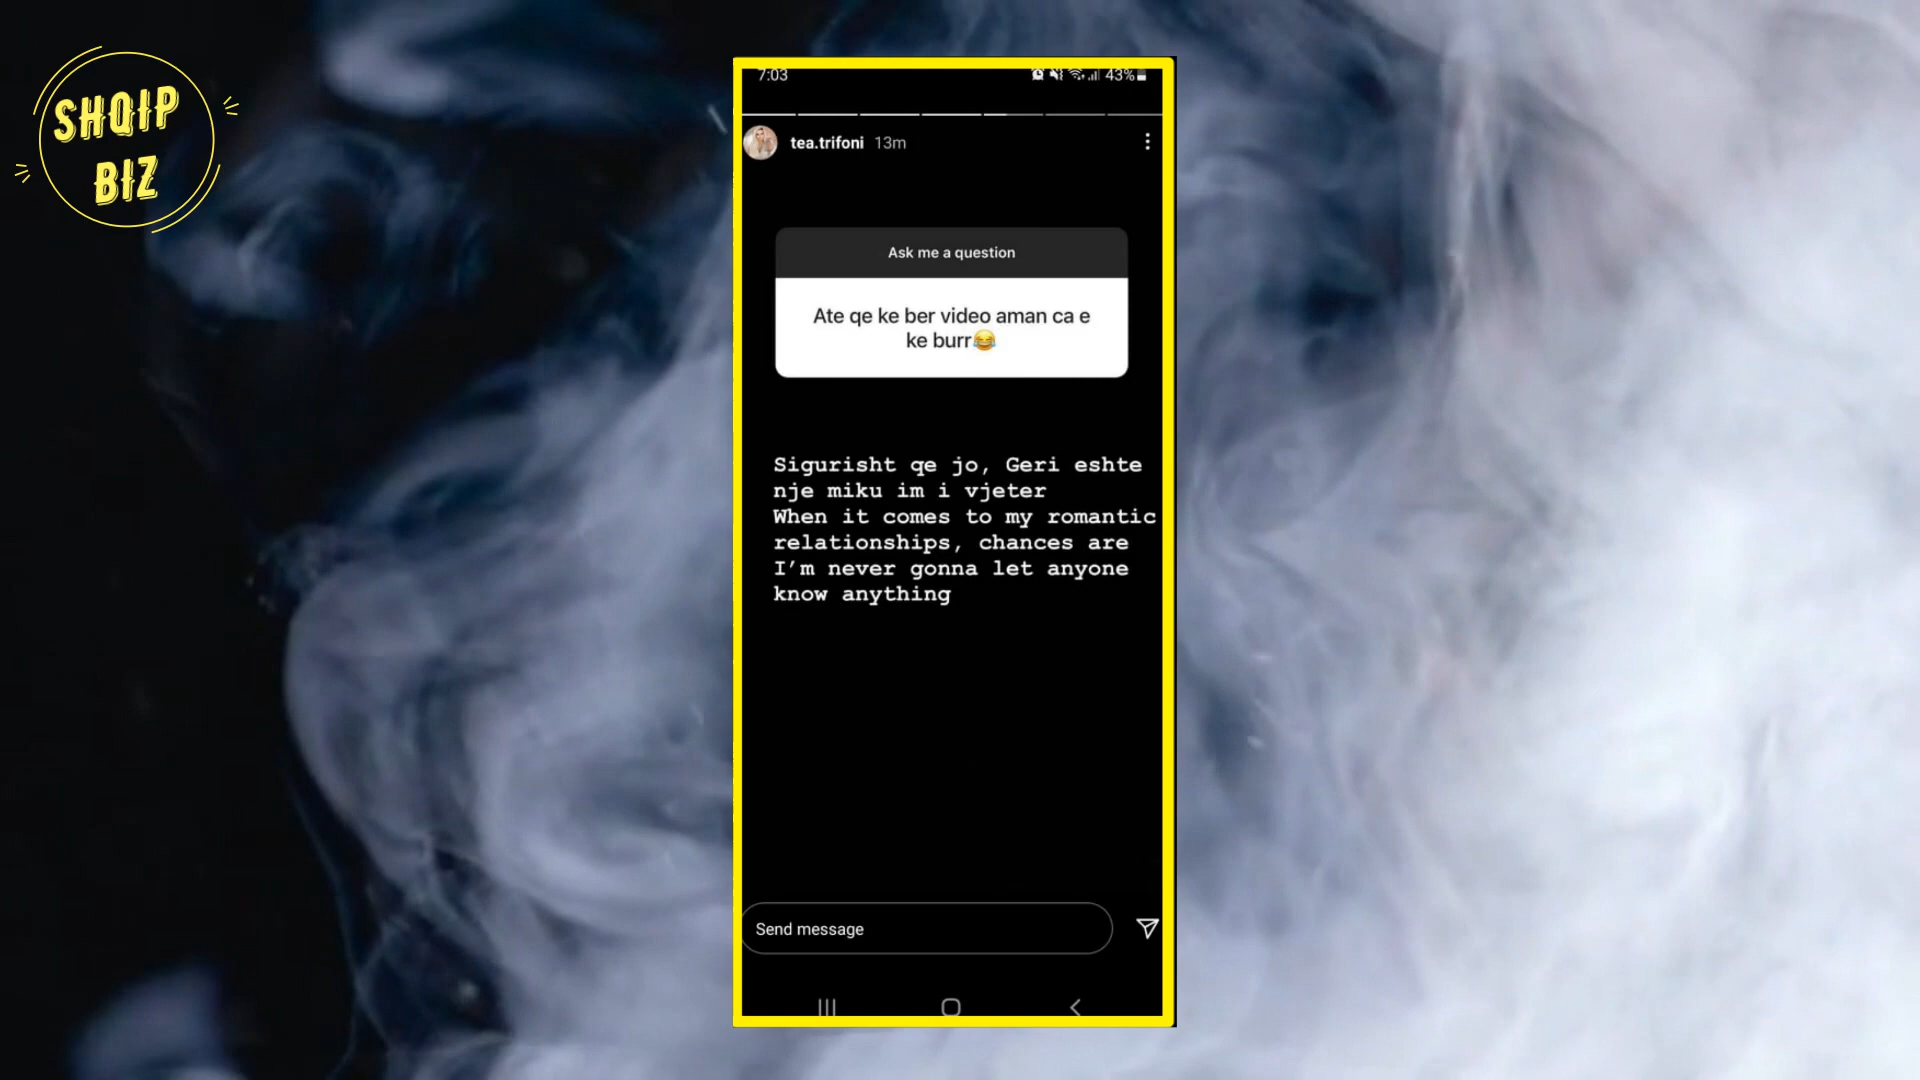 SHQIP
BIZ
7:03
43%
tea.trifoni 13m
Ask me a question
Ate qe ke ber video aman ca e
ke burr😂
Sigurisht qe jo, Geri eshte
nje miku im i vjeter
When it comes to my romantic
relationships, chances are
I’m never gonna let anyone
know anything
Send message